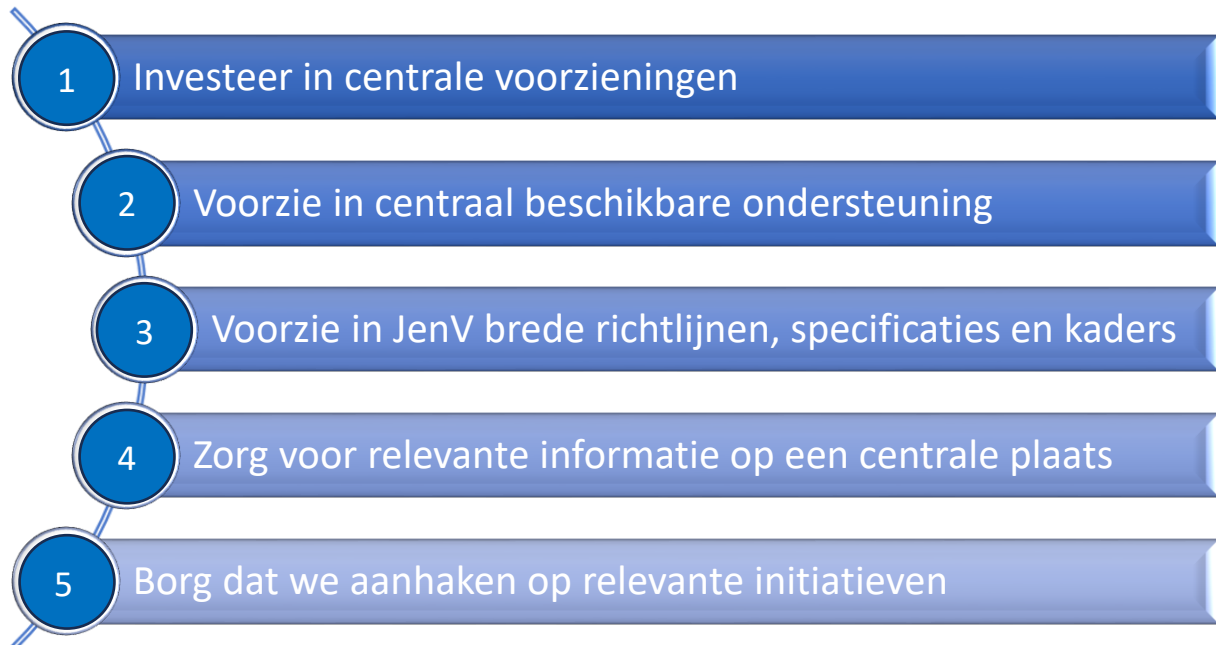 1 Investeer in centrale voorzieningen
2 Voorzie in centraal beschikbare ondersteuning
3 Voorzie in JenV brede richtlijnen, specificaties en kaders
4 Zorg voor relevante informatie op een centrale plaats
5 Borg dat we aanhaken op relevante initiatieven